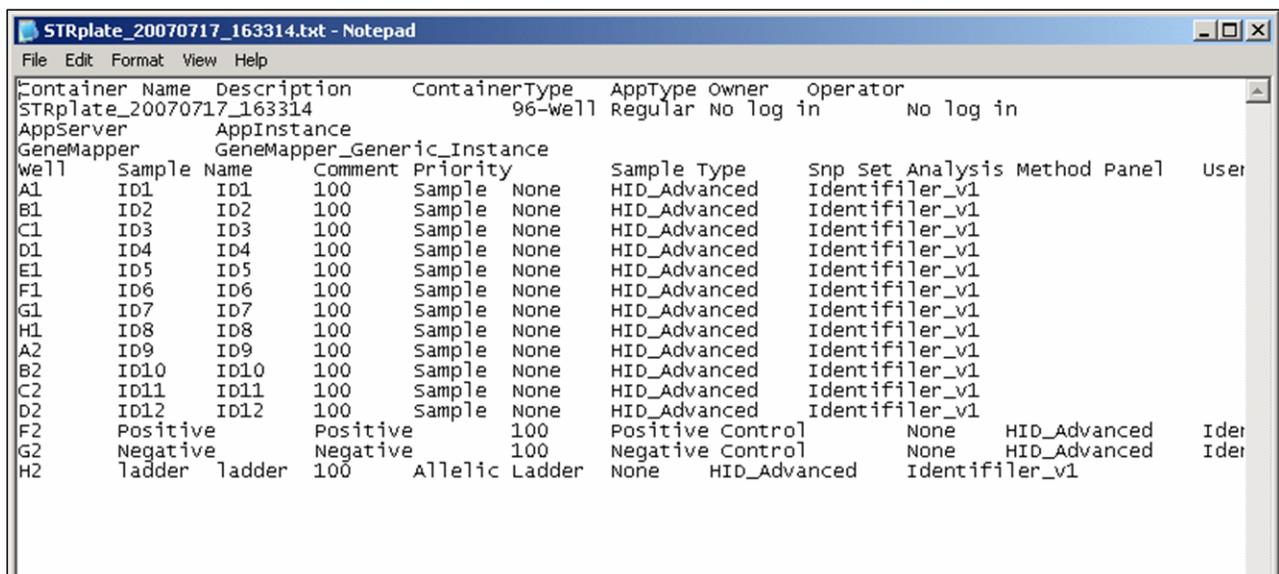 STRplate_20070717_163314.txt - Notepad
File Edit Format View Help
Container Name Description ContainerType AppType Owner Operator
STRplate_20070717_163314 96-Well Regular No log in No log in
AppServer AppInstance
GeneMapper GeneMapper_Generic_Instance
Well Sample Name Comment Priority Sample Type Snp Set Analysis Method Panel User
A1 ID1 ID1 100 Sample None HID_Advanced Identifiler_v1
B1 ID2 ID2 100 Sample None HID_Advanced Identifiler_v1
C1 ID3 ID3 100 Sample None HID_Advanced Identifiler_v1
D1 ID4 ID4 100 Sample None HID_Advanced Identifiler_v1
E1 ID5 ID5 100 Sample None HID_Advanced Identifiler_v1
F1 ID6 ID6 100 Sample None HID_Advanced Identifiler_v1
G1 ID7 ID7 100 Sample None HID_Advanced Identifiler_v1
H1 ID8 ID8 100 Sample None HID_Advanced Identifiler_v1
A2 ID9 ID9 100 Sample None HID_Advanced Identifiler_v1
B2 ID10 ID10 100 Sample None HID_Advanced Identifiler_v1
C2 ID11 ID11 100 Sample None HID_Advanced Identifiler_v1
D2 ID12 ID12 100 Sample None HID_Advanced Identifiler_v1
F2 Positive Positive 100 Positive Control None HID_Advanced Ider
G2 Negative Negative 100 Negative Control None HID_Advanced Ider
H2 ladder ladder 100 Allelic Ladder None HID_Advanced Identifiler_v1